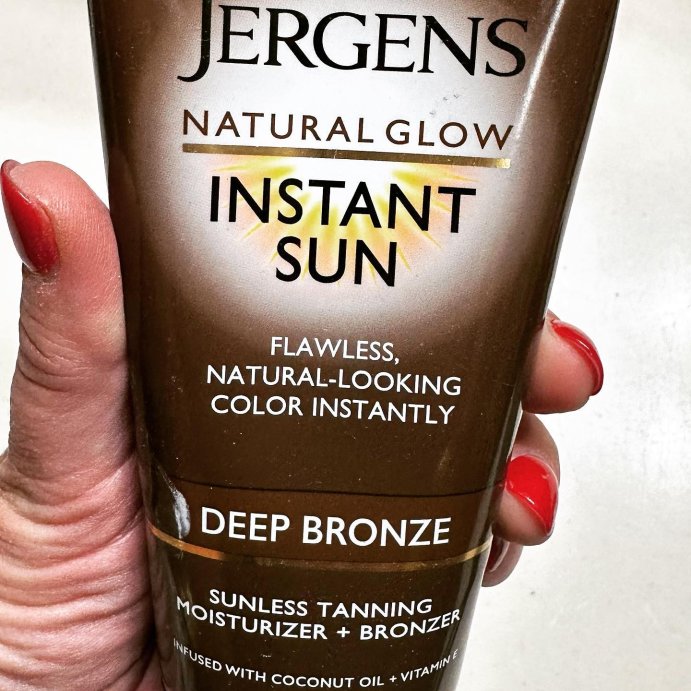 JERGENS
NATURAL GLOW
INSTANT
SUN
FLAWLESS,
NATURAL-LOOKING
COLOR INSTANTLY
DEEP BRONZE
SUNLESS TANNING
MOISTURIZER + BRONZER
INFUSED WITH COCONUT OIL + VITAMIN E